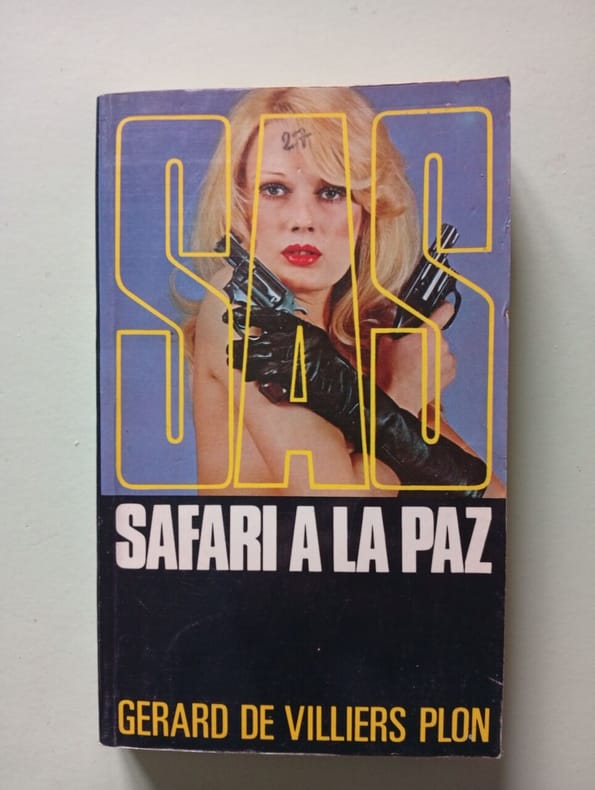 SAS
SAFARI A LA PAZ
GERARD DE VILLIERS PLON